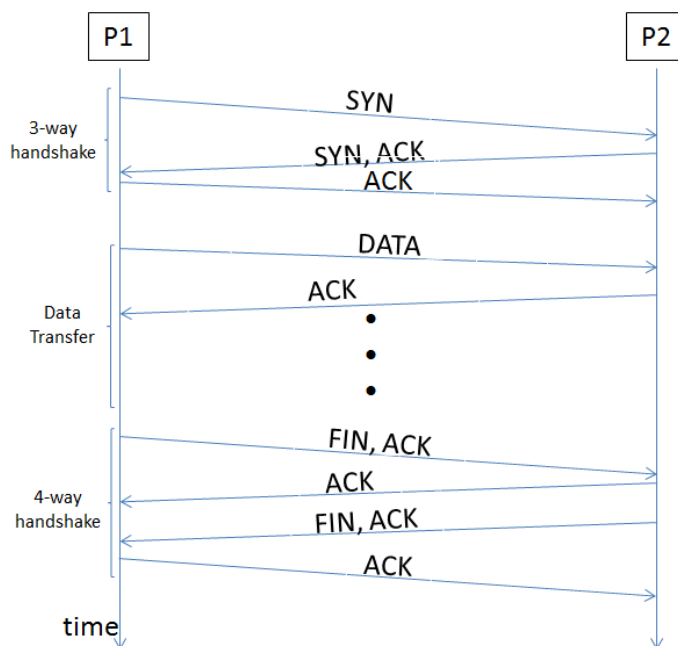 P1
P2
SYN
3-way
handshake
SYN, ACK
ACK
DATA
ACK
Data
Transfer
FIN, ACK
ACK
4-way
handshake
FIN, ACK
ACK
time